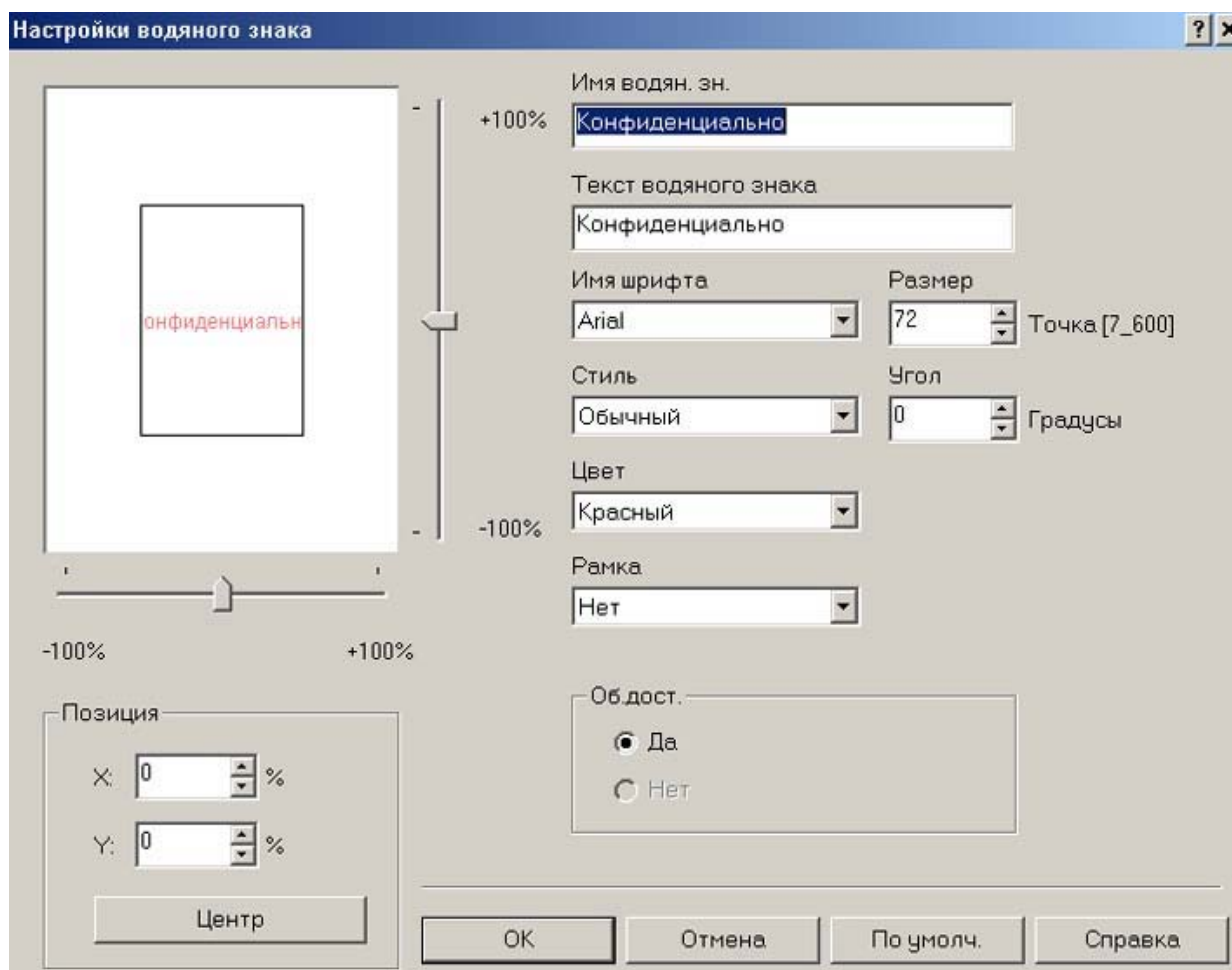 Настройки водяного знака
Имя водян. зн.
+100%
Конфиденциально
Текст водяного знака
Конфиденциально
Имя шрифта
Размер
онфиденциальн
Arial
72
Точка [7_600]
Стиль
Угол
Обычный
0
Градусы
Цвет
Красный
-100%
Рамка
Нет
-100%
+100%
Позиция
X: 0 %
Y: 0 %
Центр
Об.дост.
Да
Нет
OK
Отмена
По умолч.
Справка